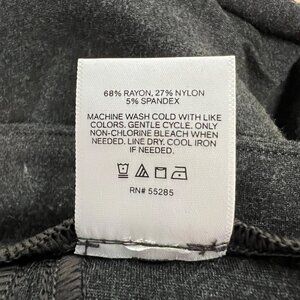 68% RAYON, 27% NYLON
5% SPANDEX
MACHINE WASH COLD WITH LIKE
COLORS. GENTLE CYCLE. ONLY
NON-CHLORINE BLEACH WHEN
NEEDED. LINE DRY. COOL IRON
IF NEEDED.
RN# 55285